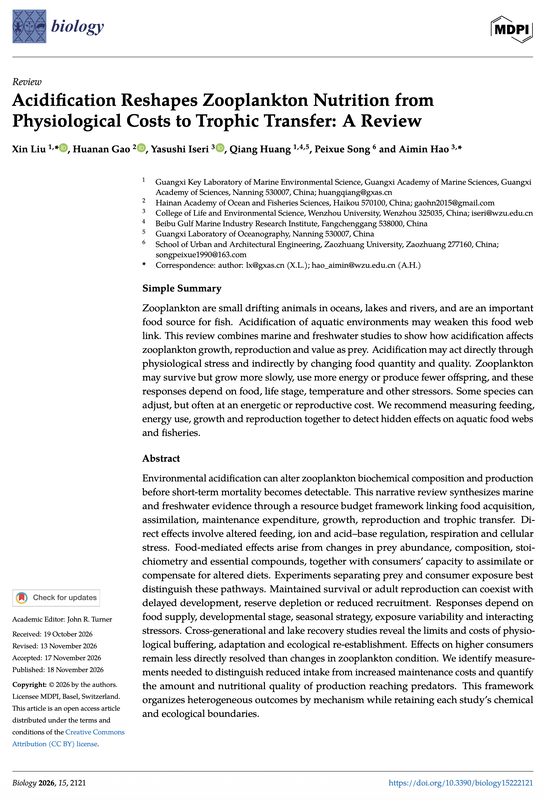 biology
MDPI
Review
Acidification Reshapes Zooplankton Nutrition from
Physiological Costs to Trophic Transfer: A Review
Xin Liu 1,*, Huanan Gao 2, Yasushi Iseri 3, Qiang Huang 1,4,5, Peixue Song 6 and Aimin Hao 3,*
1 Guangxi Key Laboratory of Marine Environmental Science, Guangxi Academy of Marine Sciences, Guangxi
Academy of Sciences, Nanning 530007, China; huangqing@gxas.cn
2 Hainan Academy of Ocean and Fisheries Sciences, Haikou 570100, China; gaohn2015@gmail.com
3 College of Life and Environmental Science, Wenzhou University, Wenzhou 325035, China; iseri@wzu.edu.cn
4 Beibu Gulf Marine Industry Research Institute, Fangchenggang 538000, China
5 Guangxi Laboratory of Oceanography, Nanning 530007, China
6 School of Urban and Architectural Engineering, Zaozhuang University, Zaozhuang 277160, China;
songpeixue1990@163.com
* Correspondence: author: lx@gxas.cn (X.L.); hao_aimin@wzu.edu.cn (A.H.)
Simple Summary
Zooplankton are small drifting animals in oceans, lakes and rivers, and are an important
food source for fish. Acidification of aquatic environments may weaken this food web
link. This review combines marine and freshwater studies to show how acidification affects
zooplankton growth, reproduction and value as prey. Acidification may act directly through
physiological stress and indirectly by changing food quantity and quality. Zooplankton
may survive but grow more slowly, use more energy or produce fewer offspring, and these
responses depend on food, life stage, temperature and other stressors. Some species can
adjust, but often at an energetic or reproductive cost. We recommend measuring feeding,
energy use, growth and reproduction together to detect hidden effects on aquatic food webs
and fisheries.
Abstract
Environmental acidification can alter zooplankton biochemical composition and production
before short-term mortality becomes detectable. This narrative review synthesizes marine
and freshwater evidence through a resource budget framework linking food acquisition,
assimilation, maintenance expenditure, growth, reproduction and trophic transfer. Di-
rect effects involve altered feeding, ion and acid–base regulation, respiration and cellular
stress. Food-mediated effects arise from changes in prey abundance, composition, stoi-
chiometry and essential compounds, together with consumers' capacity to assimilate or
compensate for altered diets. Experiments separating prey and consumer exposure best
distinguish these pathways. Maintained survival or adult reproduction can coexist with
delayed development, reserve depletion or reduced recruitment. Responses depend on
food supply, developmental stage, seasonal strategy, exposure variability and interacting
stressors. Cross-generational and lake recovery studies reveal the limits and costs of physio-
logical buffering, adaptation and ecological re-establishment. Effects on higher consumers
remain less directly resolved than changes in zooplankton condition. We identify measure-
ments needed to distinguish reduced intake from increased maintenance costs and quantify
the amount and nutritional quality of production reaching predators. This framework
organizes heterogeneous outcomes by mechanism while retaining each study's chemical
and ecological boundaries.
Check for updates
Academic Editor: John R. Turner
Received: 19 October 2026
Revised: 13 November 2026
Accepted: 17 November 2026
Published: 18 November 2026
Copyright: © 2026 by the authors.
Licensee MDPI, Basel, Switzerland.
This article is an open access article
distributed under the terms and
conditions of the Creative Commons
Attribution (CC BY) license.
Biology 2026, 15, 2121
https://doi.org/10.3390/biology15222121